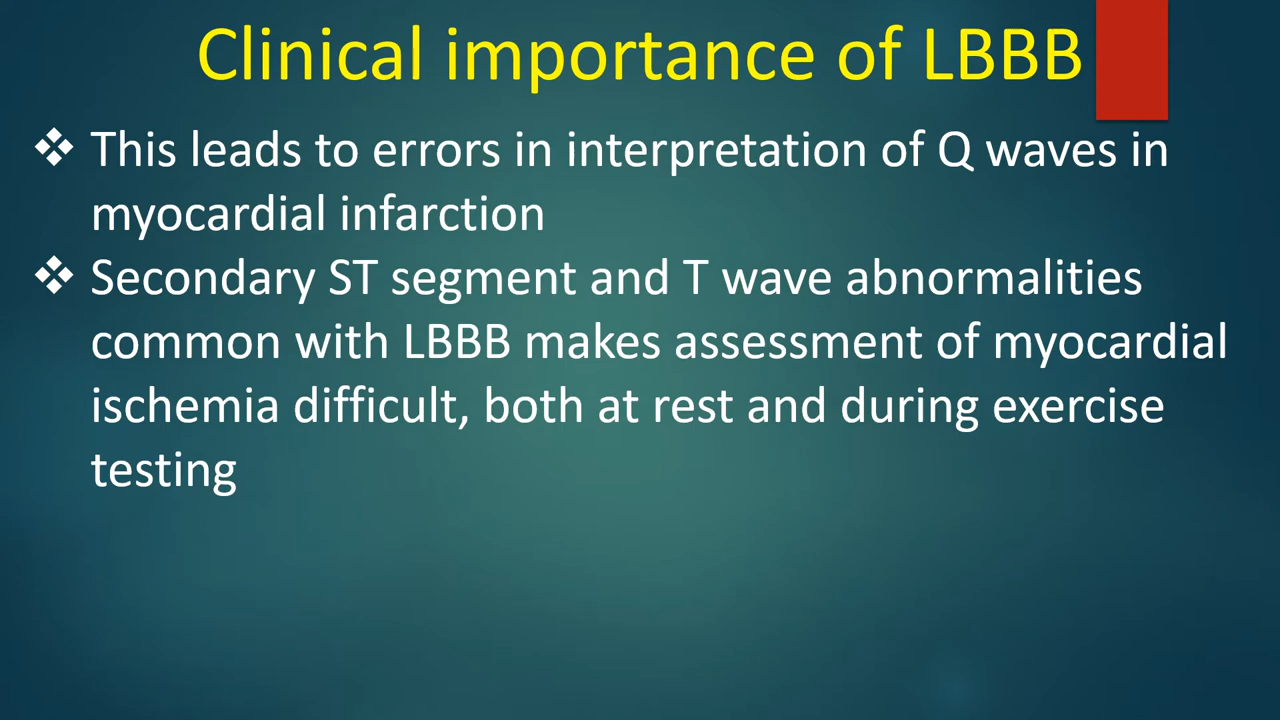 Clinical importance of LBBB
❖ This leads to errors in interpretation of Q waves in
myocardial infarction
❖ Secondary ST segment and T wave abnormalities
common with LBBB makes assessment of myocardial
ischemia difficult, both at rest and during exercise
testing